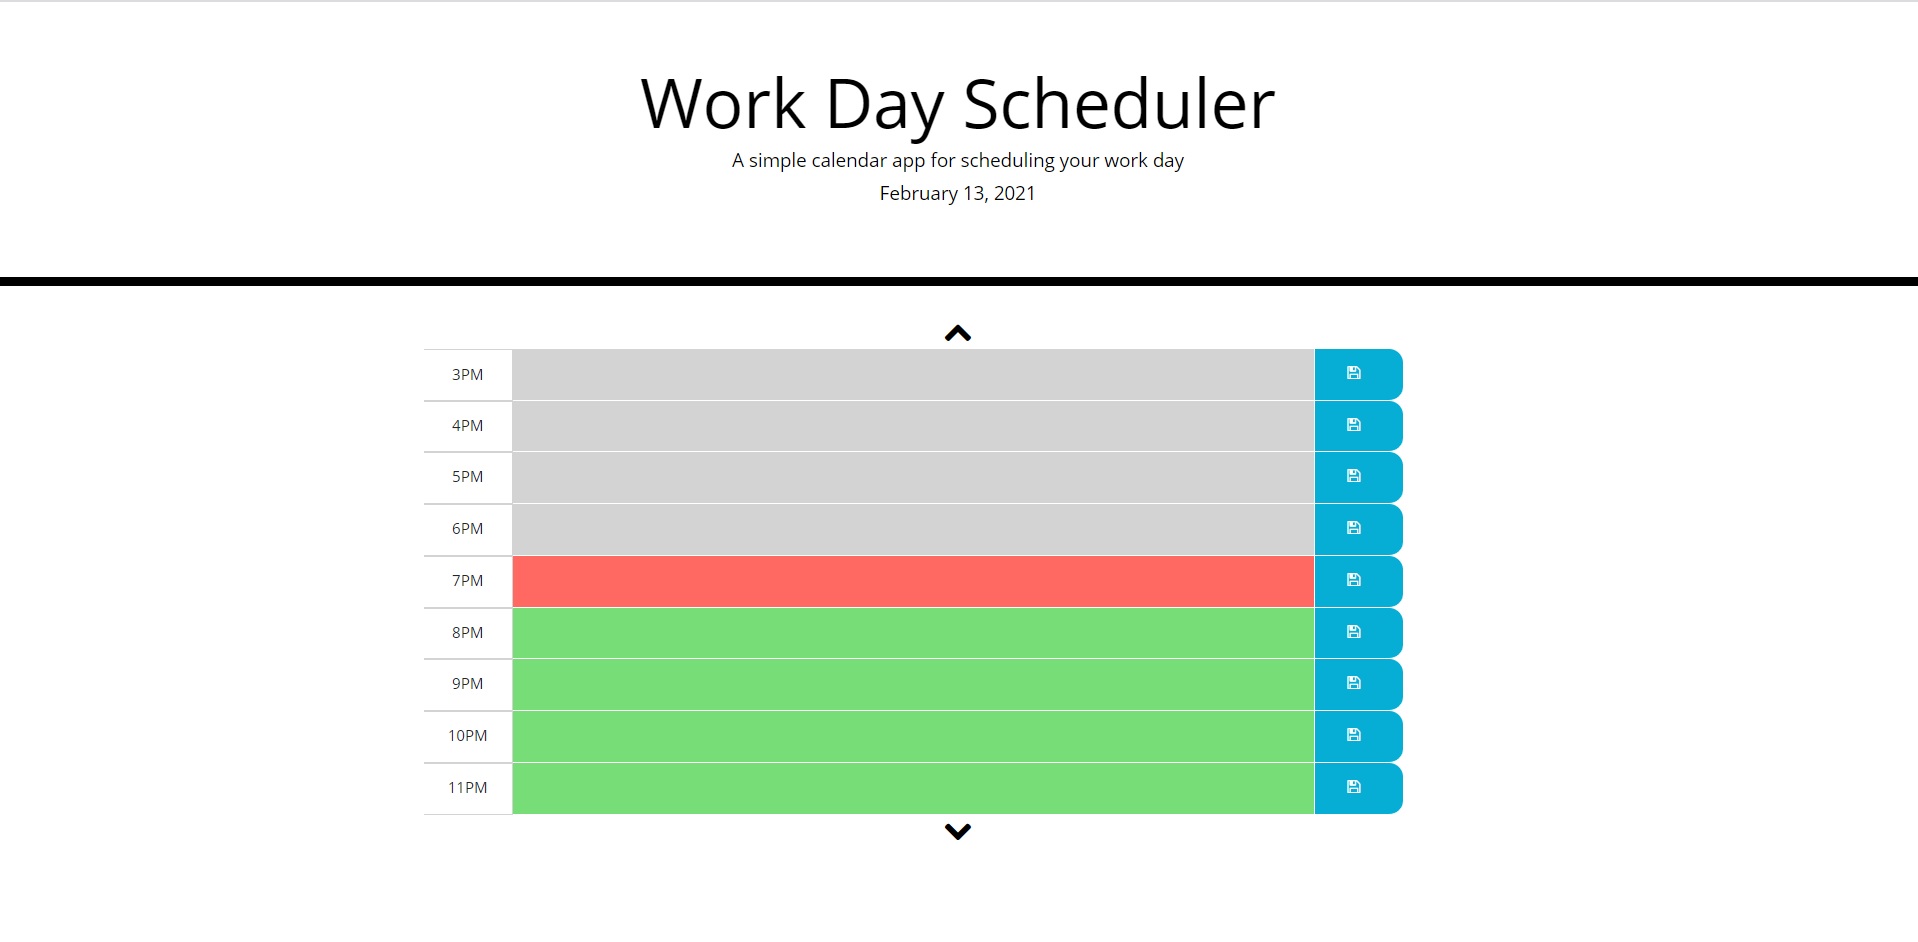 Work Day Scheduler
A simple calendar app for scheduling your work day
February 13, 2021
3PM
4PM
5PM
6PM
7PM
8PM
9PM
10PM
11PM